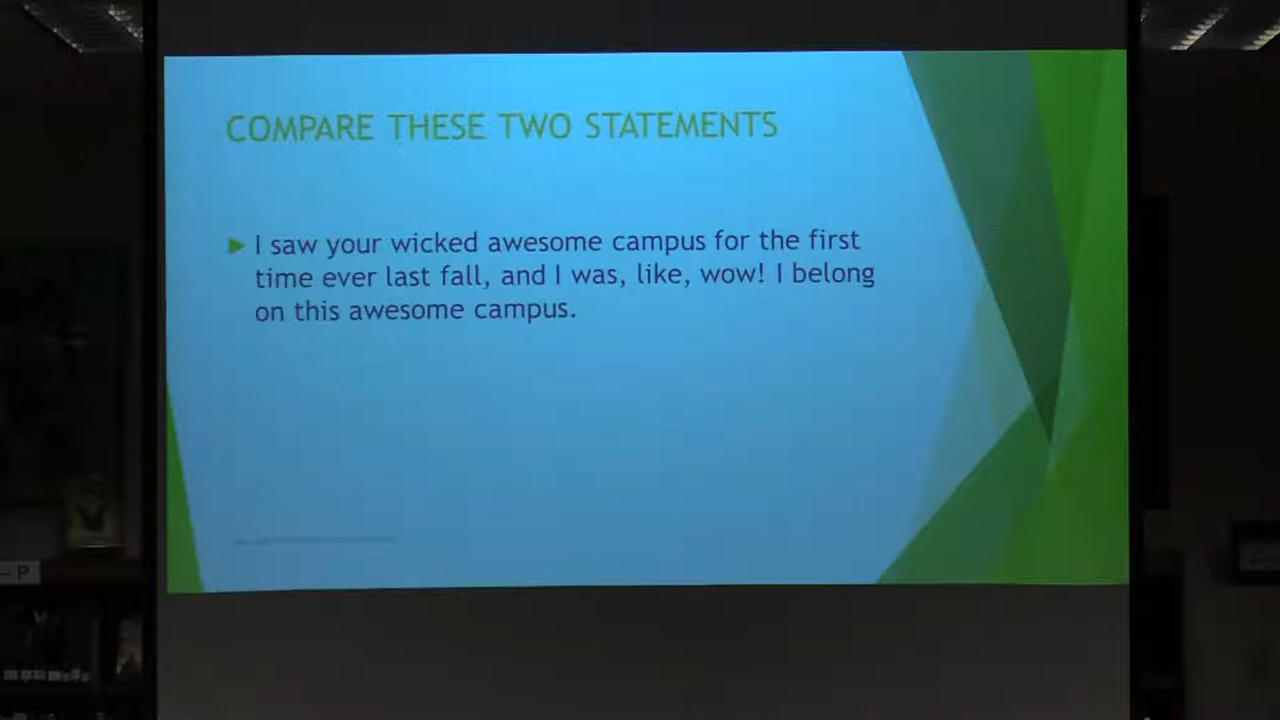 COMPARE THESE TWO STATEMENTS
I saw your wicked awesome campus for the first
time ever last fall, and I was, like, wow! I belong
on this awesome campus.
– P